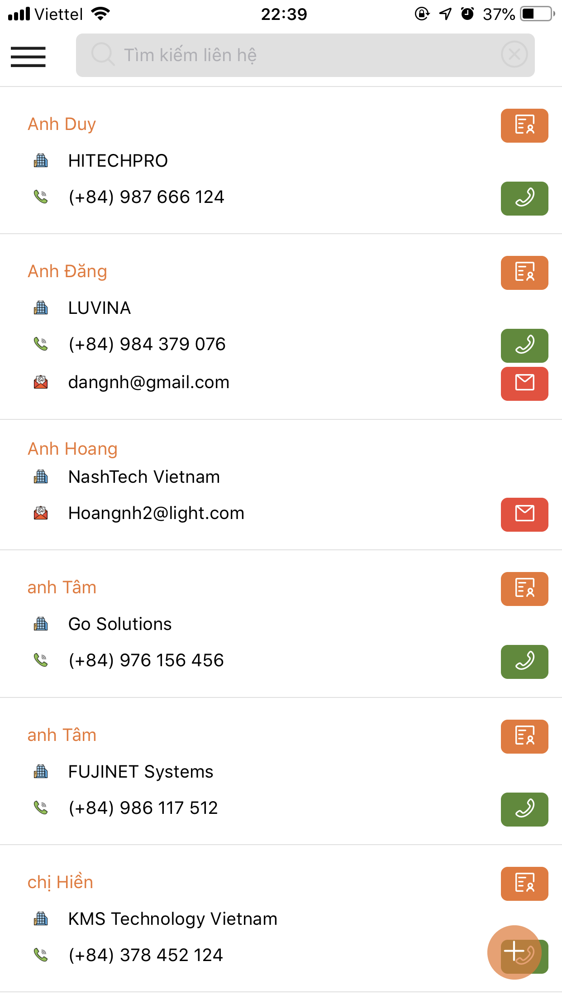 Viettel 22:39 37%
Tìm kiếm liên hệ
Anh Duy
HITECHPRO
(+84) 987 666 124
Anh Đăng
LUVINA
(+84) 984 379 076
dangnh@gmail.com
Anh Hoang
NashTech Vietnam
Hoangnh2@light.com
anh Tâm
Go Solutions
(+84) 976 156 456
anh Tâm
FUJINET Systems
(+84) 986 117 512
chị Hiền
KMS Technology Vietnam
(+84) 378 452 124